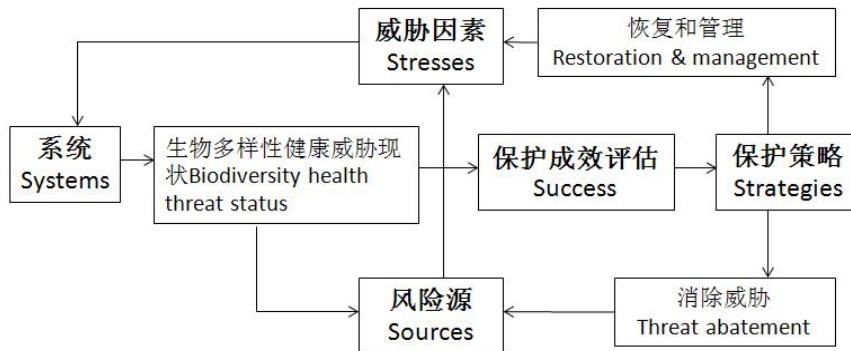 威胁因素
Stresses
恢复和管理
Restoration & management
系统
Systems
生物多样性健康威胁现
状Biodiversity health
threat status
保护成效评估
Success
保护策略
Strategies
风险源
Sources
消除威胁
Threat abatement